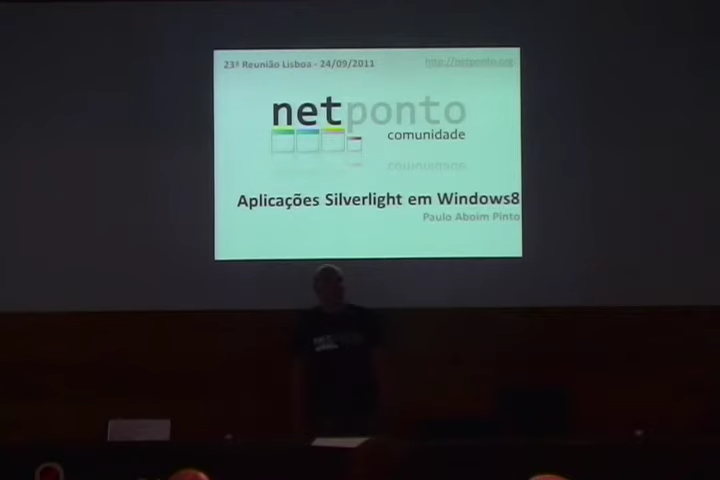 23ª Reunião Lisboa - 24/09/2011
http://netponto.org
netponto
comunidade
Aplicações Silverlight em Windows8
Paulo Aboim Pinto